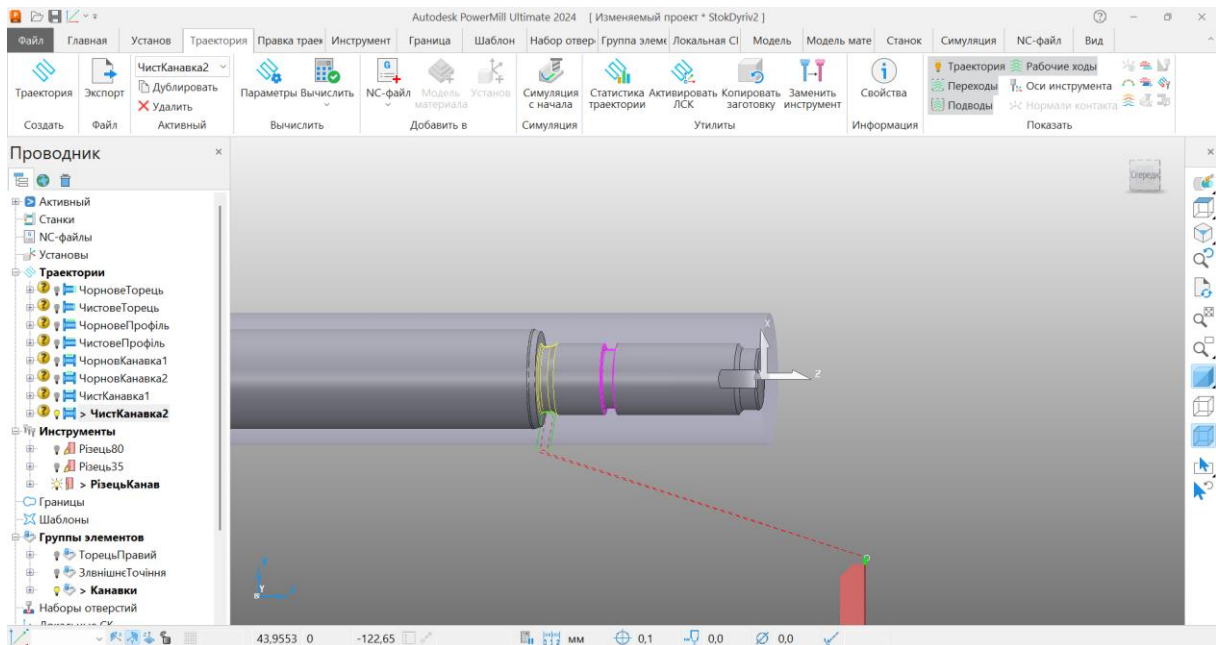 Autodesk PowerMill Ultimate 2024 [ Изменяемый проект * StokDyriv2 ]
Файл Главная Установ Траектория Правка траек Инструмент Граница Шаблон Набор отвер Группа элеме Локальная СІ Модель Модель мате Станок Симуляция NC-файл Вид
Траектория Экспорт ЧистКанавка2 Дублировать Удалить Параметры Вычислить NC-файл Модель материала Установ Симуляция с начала Статистика траектории Активировать ЛСК Копировать заготовку Заменить инструмент Свойства Траектория Рабочие ходы Переходы Оси инструмента Подводы Нормали контакта
Создать Файл Активный Вычислить Добавить в Симуляция Утилиты Информация Показать
Проводник
Активный
Станки
NC-файлы
Установы
Траектории
ЧорновеТорець
ЧистовеТорець
ЧорновеПрофіль
ЧистовеПрофіль
ЧорновКанавка1
ЧорновКанавка2
ЧистКанавка1
> ЧистКанавка2
Инструменты
Різець80
Різець35
> РізецьКанав
Границы
Шаблоны
Группы элементов
ТорецьПравий
ЗлвнішнєТочіння
> Канавки
Наборы отверстий
Спереди
X
Z
43,9553 0 -122,65 мм 0,1 0,0 0,0